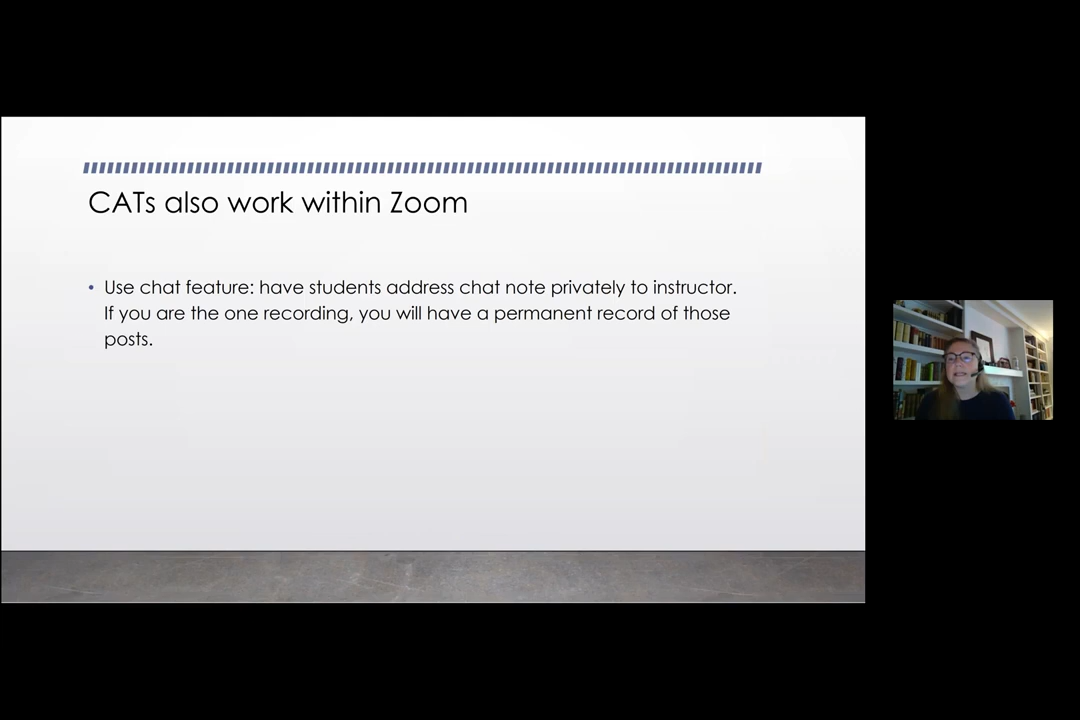 CATs also work within Zoom
• Use chat feature: have students address chat note privately to instructor.
If you are the one recording, you will have a permanent record of those
posts.